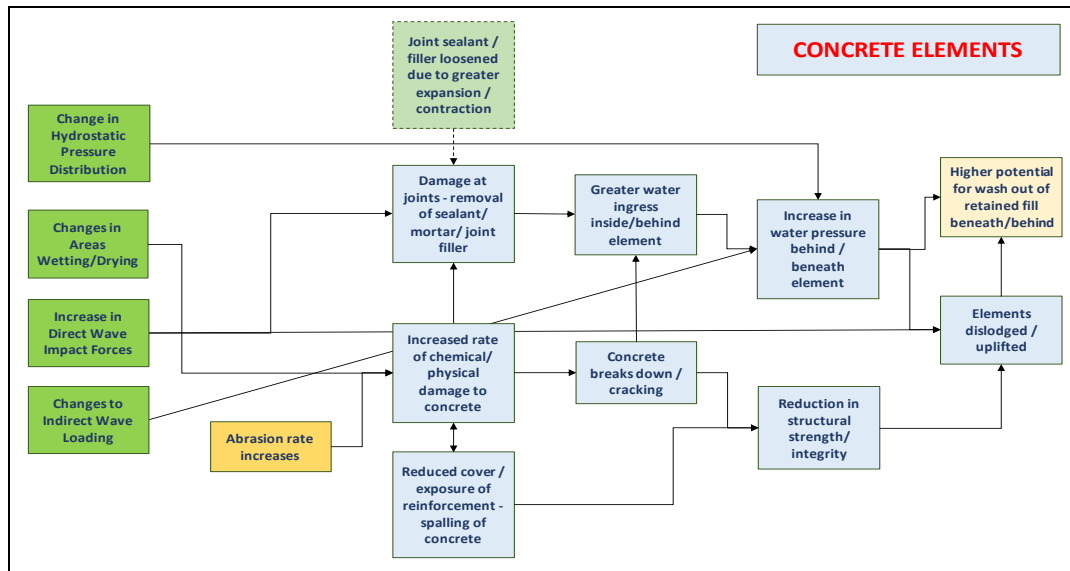 CONCRETE ELEMENTS
Joint sealant /
filler loosened
due to greater
expansion /
contraction
Change in
Hydrostatic
Pressure
Distribution
Damage at
joints - removal
of sealant/
mortar/ joint
filler
Greater water
ingress
inside/behind
element
Increase in
water pressure
behind /
beneath
element
Higher potential
for wash out of
retained fill
beneath/behind
Changes in
Areas
Wetting/Drying
Increase in
Direct Wave
Impact Forces
Increased rate
of chemical/
physical
damage to
concrete
Concrete
breaks down /
cracking
Elements
dislodged /
uplifted
Changes to
Indirect Wave
Loading
Abrasion rate
increases
Reduction in
structural
strength/
integrity
Reduced cover /
exposure of
reinforcement -
spalling of
concrete